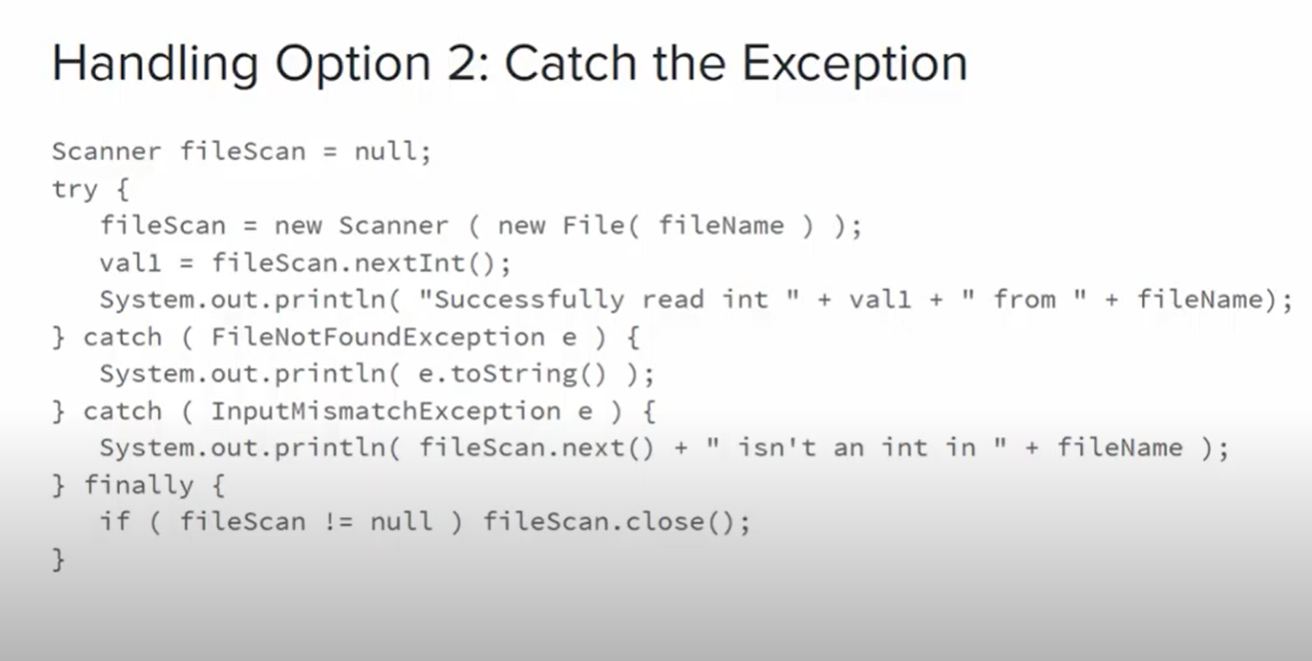 Handling Option 2: Catch the Exception
Scanner fileScan = null;
try {
   fileScan = new Scanner ( new File( fileName ) );
   val1 = fileScan.nextInt();
   System.out.println( "Successfully read int " + val1 + " from " + fileName);
} catch ( FileNotFoundException e ) {
   System.out.println( e.toString() );
} catch ( InputMismatchException e ) {
   System.out.println( fileScan.next() + " isn't an int in " + fileName );
} finally {
   if ( fileScan != null ) fileScan.close();
}